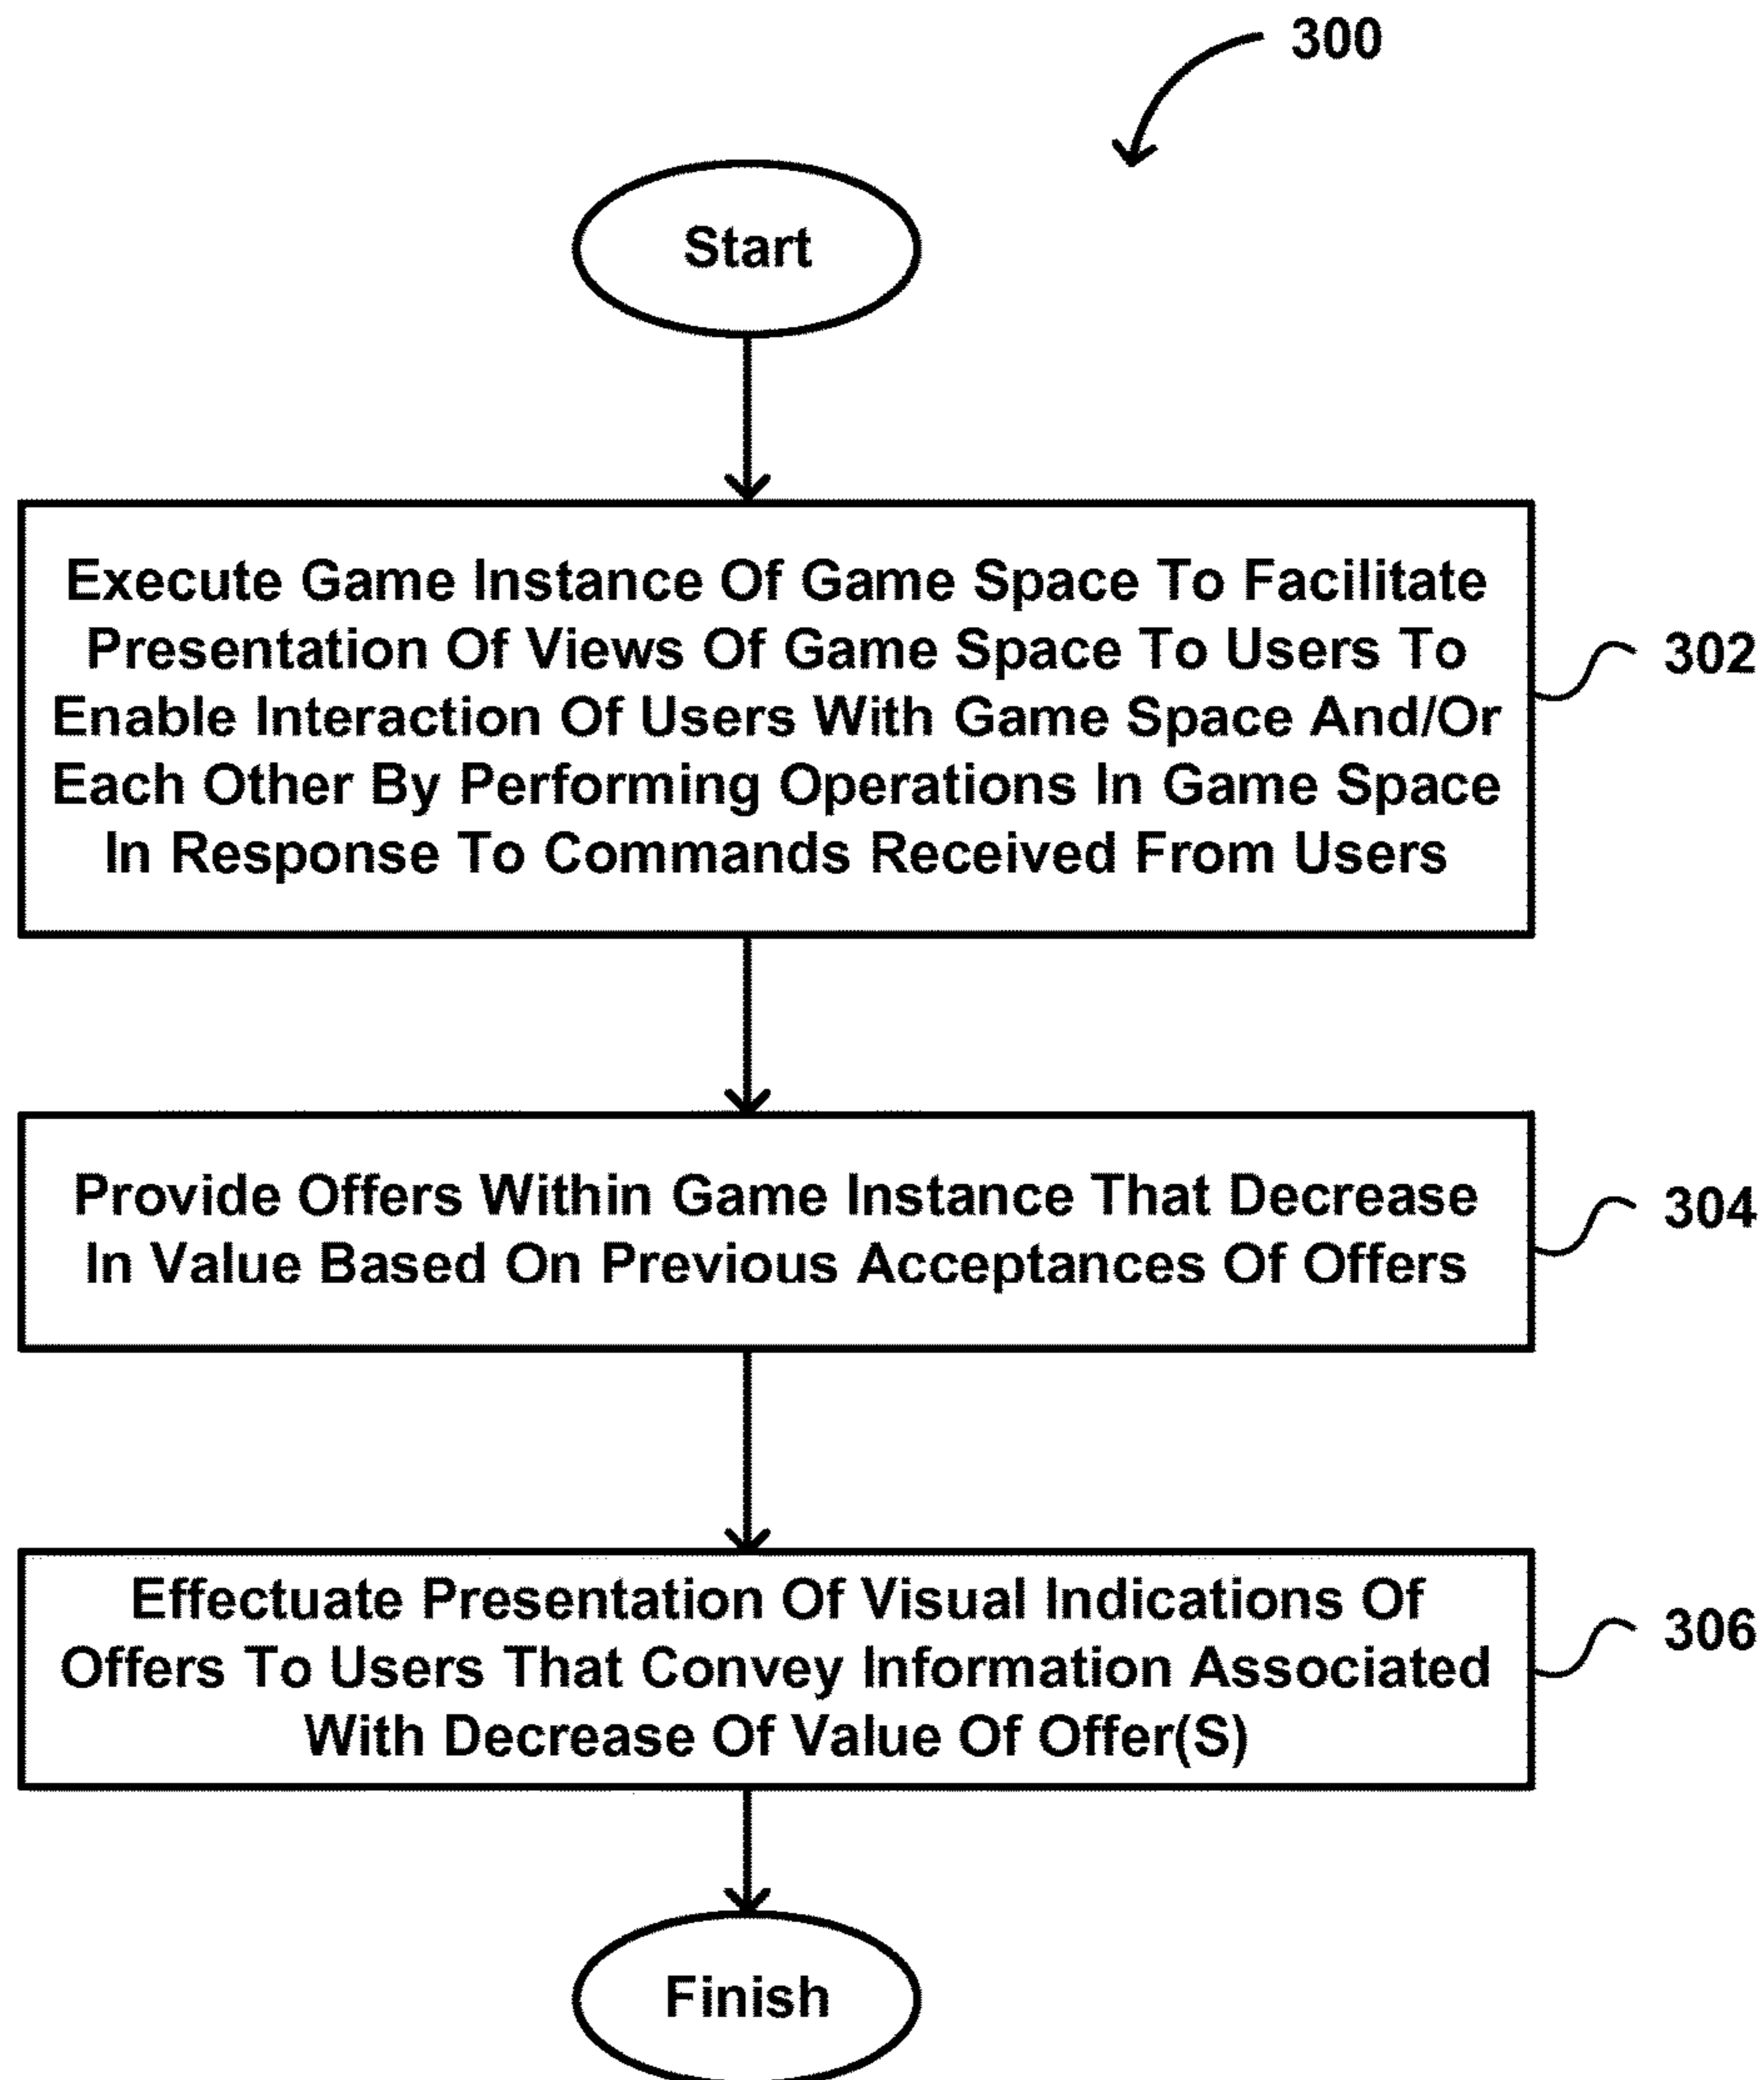 300
Start
Execute Game Instance Of Game Space To Facilitate
Presentation Of Views Of Game Space To Users To
Enable Interaction Of Users With Game Space And/Or
Each Other By Performing Operations In Game Space
In Response To Commands Received From Users
302
Provide Offers Within Game Instance That Decrease
In Value Based On Previous Acceptances Of Offers
304
Effectuate Presentation Of Visual Indications Of
Offers To Users That Convey Information Associated
With Decrease Of Value Of Offer(S)
306
Finish